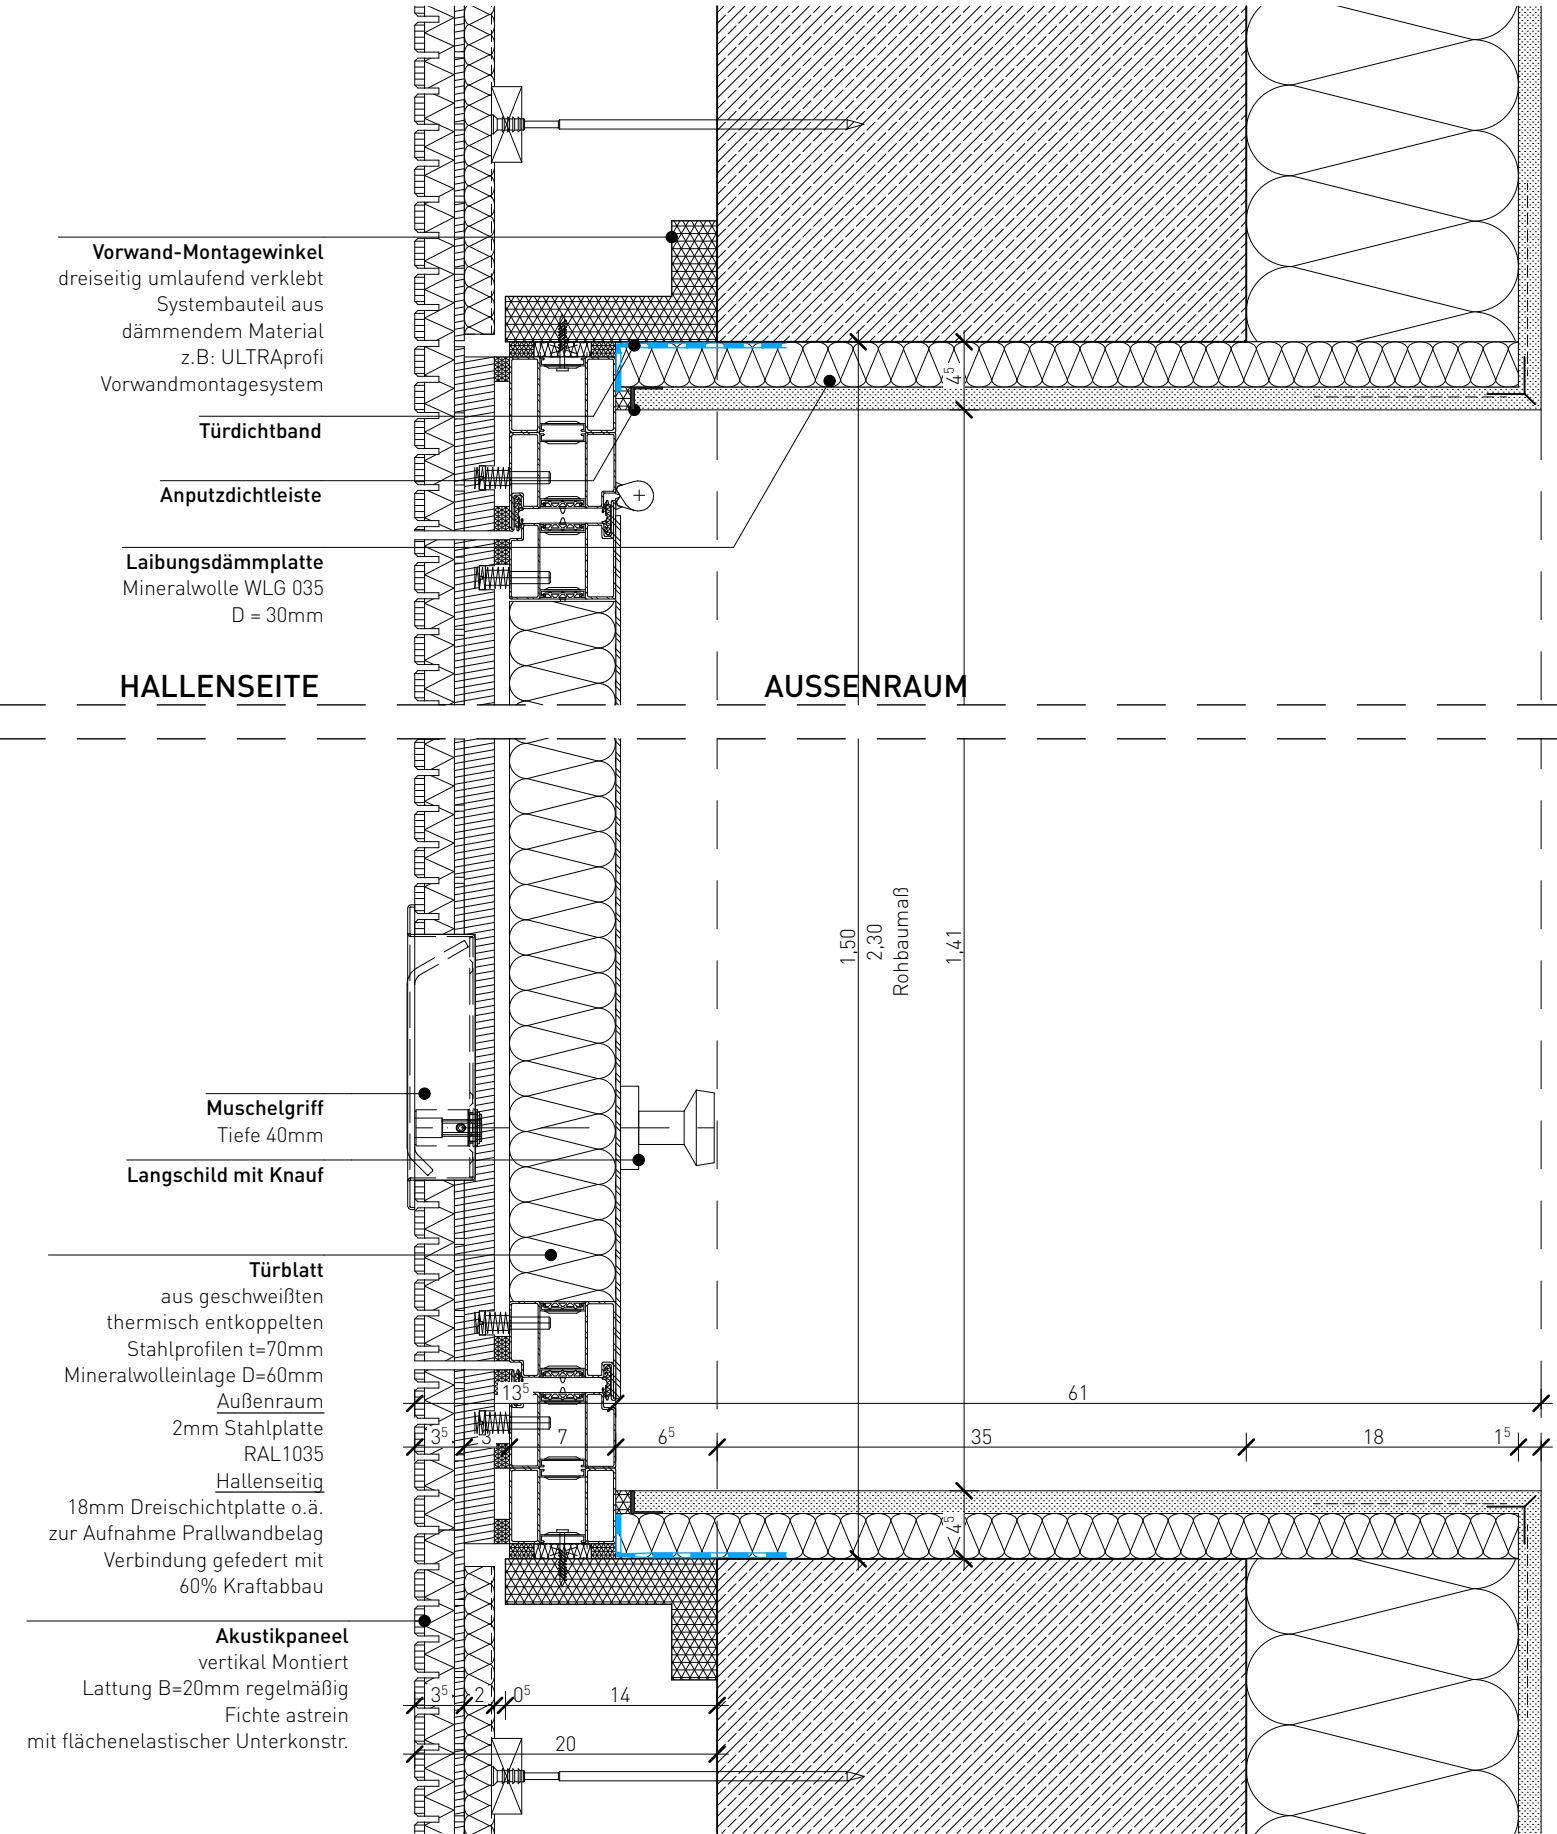 Vorwand-Montagewinkel
dreiseitig umlaufend verklebt
Systembauteil aus
dämmendem Material
z.B: ULTRAprofi
Vorwandmontagesystem
Türdichtband
Anputzdichtleiste
Laibungsdämmplatte
Mineralwolle WLG 035
D = 30mm
4⁵
HALLENSEITE
AUSSENRAUM
1,50
2,30
Rohbaumaß
1,41
Muschelgriff
Tiefe 40mm
Langschild mit Knauf
Türblatt
aus geschweißten
thermisch entkoppelten
Stahlprofilen t=70mm
Mineralwolleinlage D=60mm
Außenraum
2mm Stahlplatte
RAL1035
Hallenseitig
18mm Dreischichtplatte o.ä.
zur Aufnahme Prallwandbelag
Verbindung gefedert mit
60% Kraftabbau
13⁵ 61
3⁵ 3 7 6⁵ 35 18 1⁵
4⁵
Akustikpaneel
vertikal Montiert
Lattung B=20mm regelmäßig
Fichte astrein
mit flächenelastischer Unterkonstr.
3⁵ 2 0⁵ 14
20